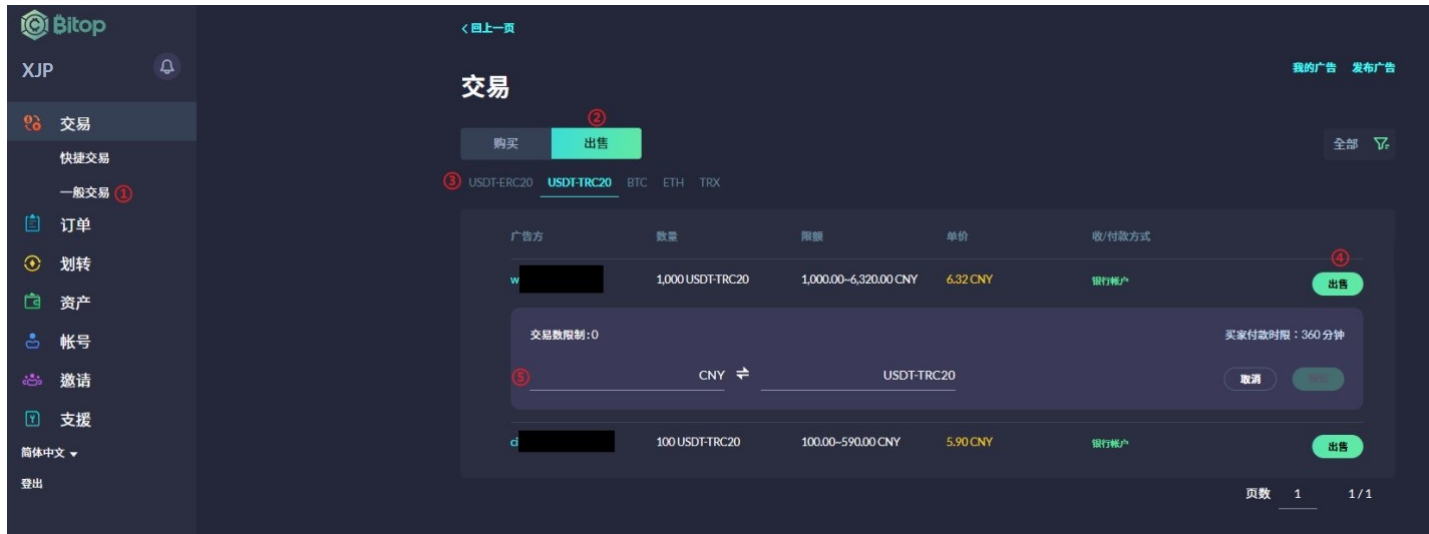 Bitop
XJP
交易
快捷交易
一般交易 ①
订单
划转
资产
帐号
邀请
支援
简体中文
登出
<回上一页
我的广告 发布广告
交易
②
购买 出售
全部
③ USDT-ERC20 USDT-TRC20 BTC ETH TRX
广告方 数量 限额 单价 收/付款方式
④
w 1,000 USDT-TRC20 1,000.00~6,320.00 CNY 6.32 CNY 银行帐户 出售
交易数限制:0 买家付款时限:360 分钟
⑤ CNY ⇌ USDT-TRC20 取消
ci 100 USDT-TRC20 100.00~590.00 CNY 5.90 CNY 银行帐户 出售
页数 1 1/1